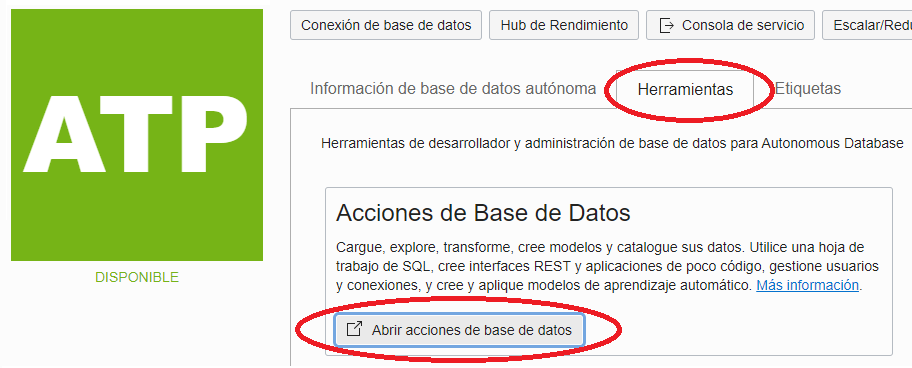 ATP
DISPONIBLE
Conexión de base de datos
Hub de Rendimiento
Consola de servicio
Escalar/Redu
Información de base de datos autónoma
Herramientas
Etiquetas
Herramientas de desarrollador y administración de base de datos para Autonomous Database
Acciones de Base de Datos
Cargue, explore, transforme, cree modelos y catalogue sus datos. Utilice una hoja de
trabajo de SQL, cree interfaces REST y aplicaciones de poco código, gestione usuarios
y conexiones, y cree y aplique modelos de aprendizaje automático. Más información.
Abrir acciones de base de datos